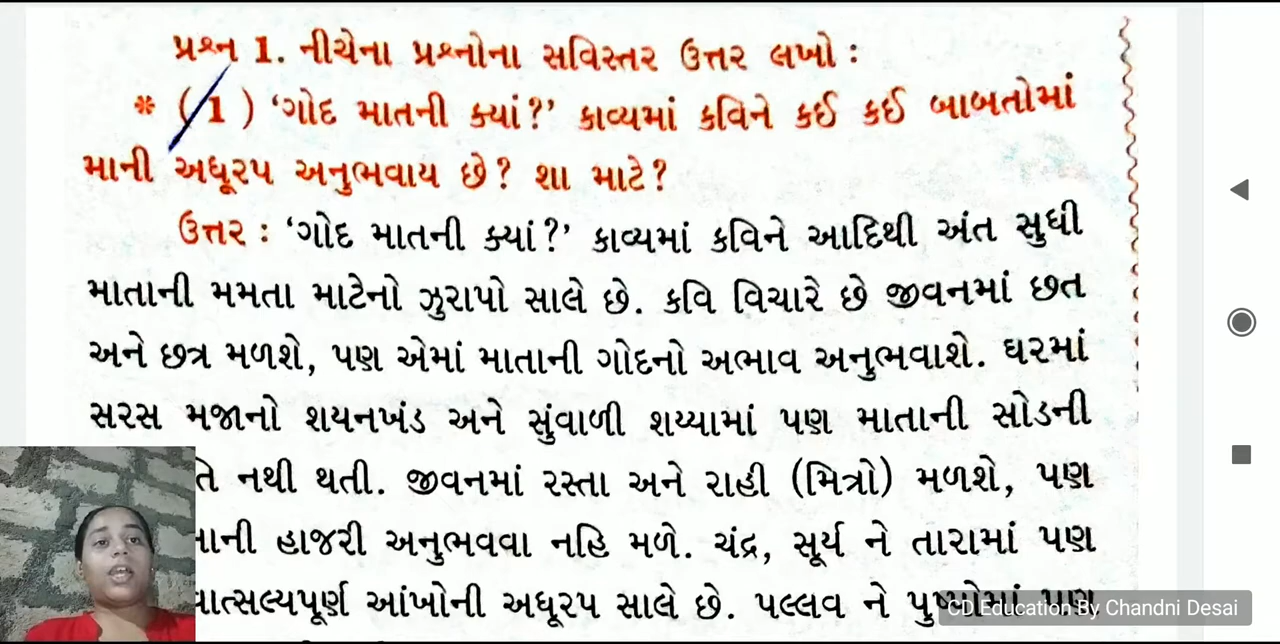 પ્રશ્ન 1. નીચેના પ્રશ્નોના સવિસ્તર ઉત્તર લખો :
* (1) ‘ગોદ માતની ક્યાં?’ કાવ્યમાં કવિને કઈ કઈ બાબતોમાં
માની અધૂરપ અનુભવાય છે? શા માટે?
ઉત્તર : ‘ગોદ માતની ક્યાં?’ કાવ્યમાં કવિને આદિથી અંત સુધી
માતાની મમતા માટેનો ઝુરાપો સાલે છે. કવિ વિચારે છે જીવનમાં છત
અને છત્ર મળશે, પણ એમાં માતાની ગોદનો અભાવ અનુભવાશે. ઘરમાં
સરસ મજાનો શયનખંડ અને સુંવાળી શય્યામાં પણ માતાની સોડની
નથી થતી. જીવનમાં રસ્તા અને રાહી (મિત્રો) મળશે, પણ
હાજરી અનુભવવા નહિ મળે. ચંદ્ર, સૂર્ય ને તારામાં પણ
આંખોની અધૂરપ સાલે છે. પલ્લવ ને પુષ્પોમાં પણ
CD Education By Chandni Desai